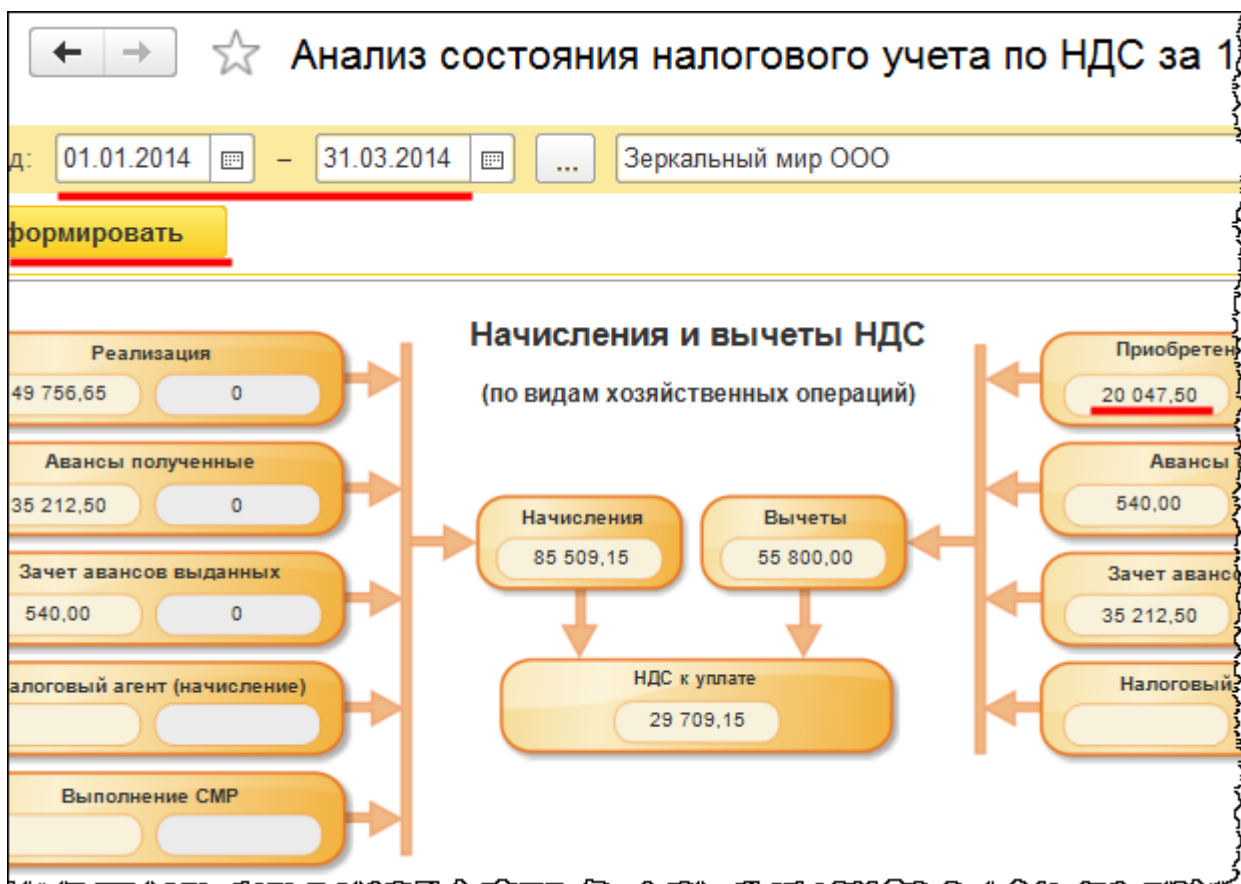 Анализ состояния налогового учета по НДС за 1
д: 01.01.2014 – 31.03.2014 ... Зеркальный мир ООО
формировать
Начисления и вычеты НДС
(по видам хозяйственных операций)
Реализация
49 756,65 0
Авансы полученные
35 212,50 0
Зачет авансов выданных
540,00 0
алоговый агент (начисление)
Выполнение СМР
Начисления
85 509,15
Вычеты
55 800,00
НДС к уплате
29 709,15
Приобретен
20 047,50
Авансы
540,00
Зачет авансо
35 212,50
Налоговый